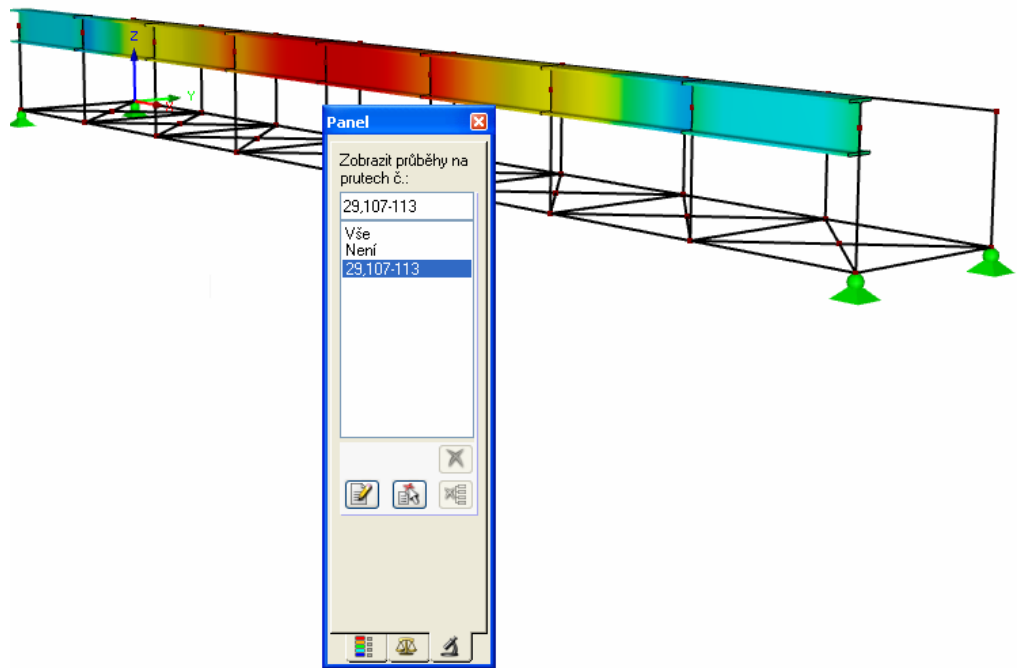 Z
Y
X
Panel
Zobrazit průběhy na
prutech č.:
29,107-113
Vše
Není
29,107-113